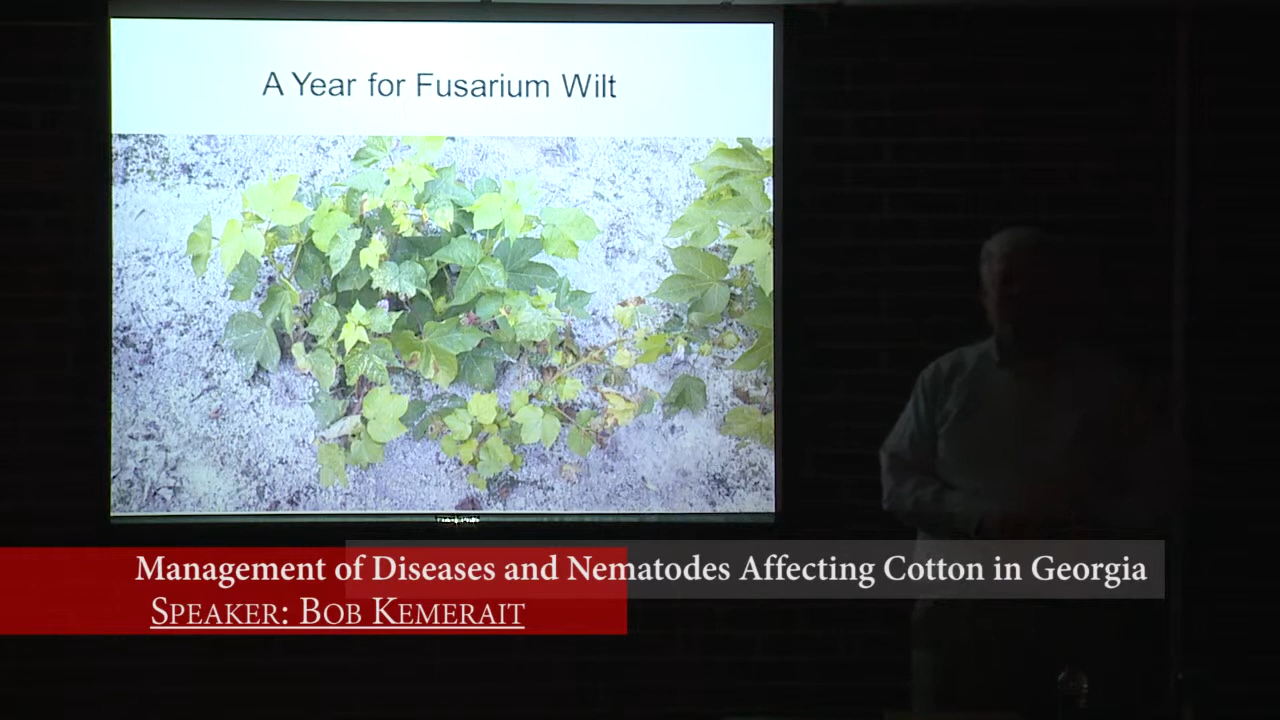 A Year for Fusarium Wilt
Management of Diseases and Nematodes Affecting Cotton in Georgia
SPEAKER: BOB KEMERAIT